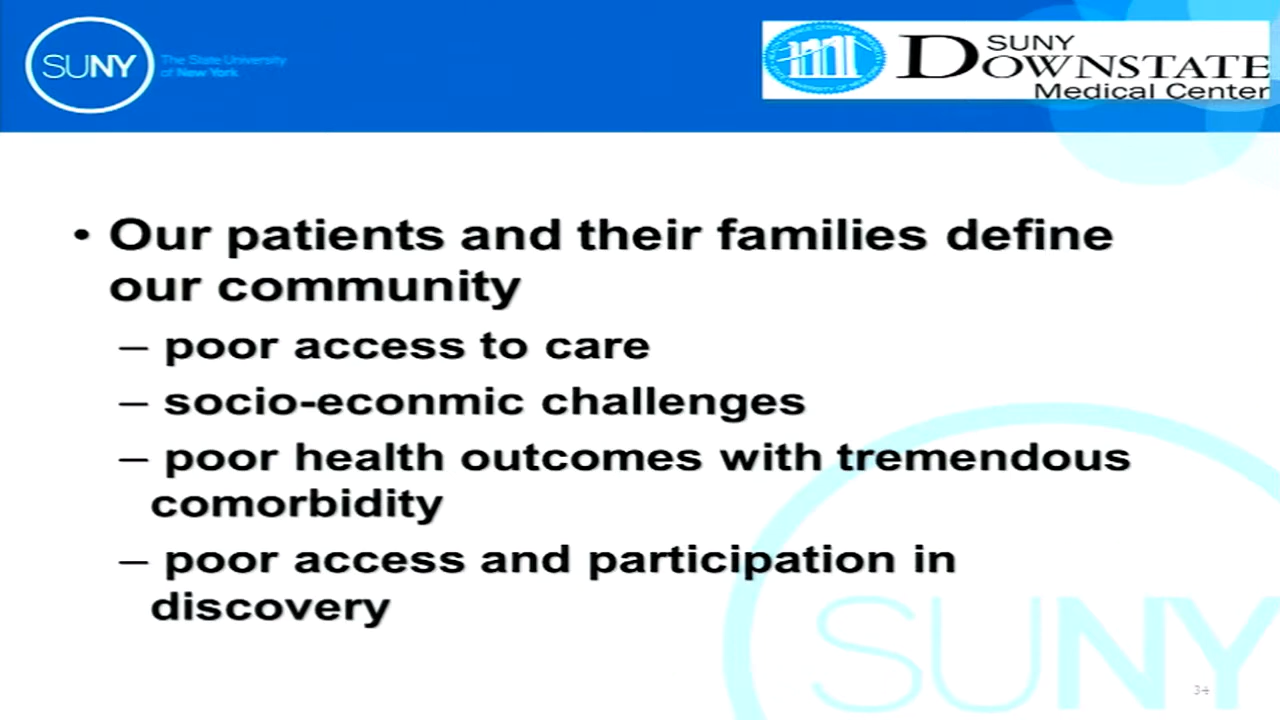 SUNY
The State University
of New York
SUNY
DOWNSTATE
Medical Center
• Our patients and their families define
our community
– poor access to care
– socio-econmic challenges
– poor health outcomes with tremendous
comorbidity
– poor access and participation in
discovery
SUNY
34